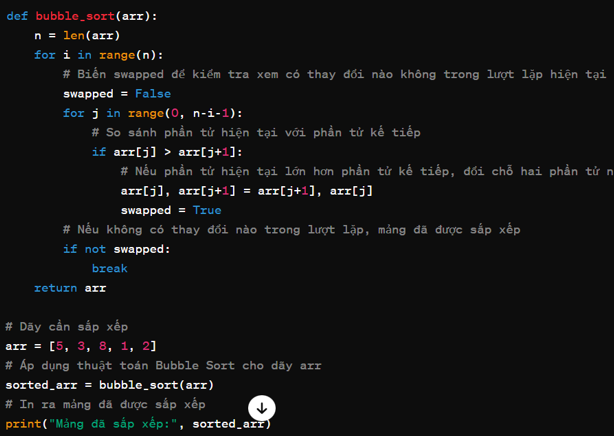 def bubble_sort(arr):
    n = len(arr)
    for i in range(n):
        # Biến swapped để kiểm tra xem có thay đổi nào không trong lượt lặp hiện tại
        swapped = False
        for j in range(0, n-i-1):
            # So sánh phần tử hiện tại với phần tử kế tiếp
            if arr[j] > arr[j+1]:
                # Nếu phần tử hiện tại lớn hơn phần tử kế tiếp, đổi chỗ hai phần tử n
                arr[j], arr[j+1] = arr[j+1], arr[j]
                swapped = True
        # Nếu không có thay đổi nào trong lượt lặp, mảng đã được sắp xếp
        if not swapped:
            break
    return arr

# Dãy cần sắp xếp
arr = [5, 3, 8, 1, 2]
# Áp dụng thuật toán Bubble Sort cho dãy arr
sorted_arr = bubble_sort(arr)
# In ra mảng đã được sắp xếp
print("Mảng đã sắp xếp:", sorted_arr)